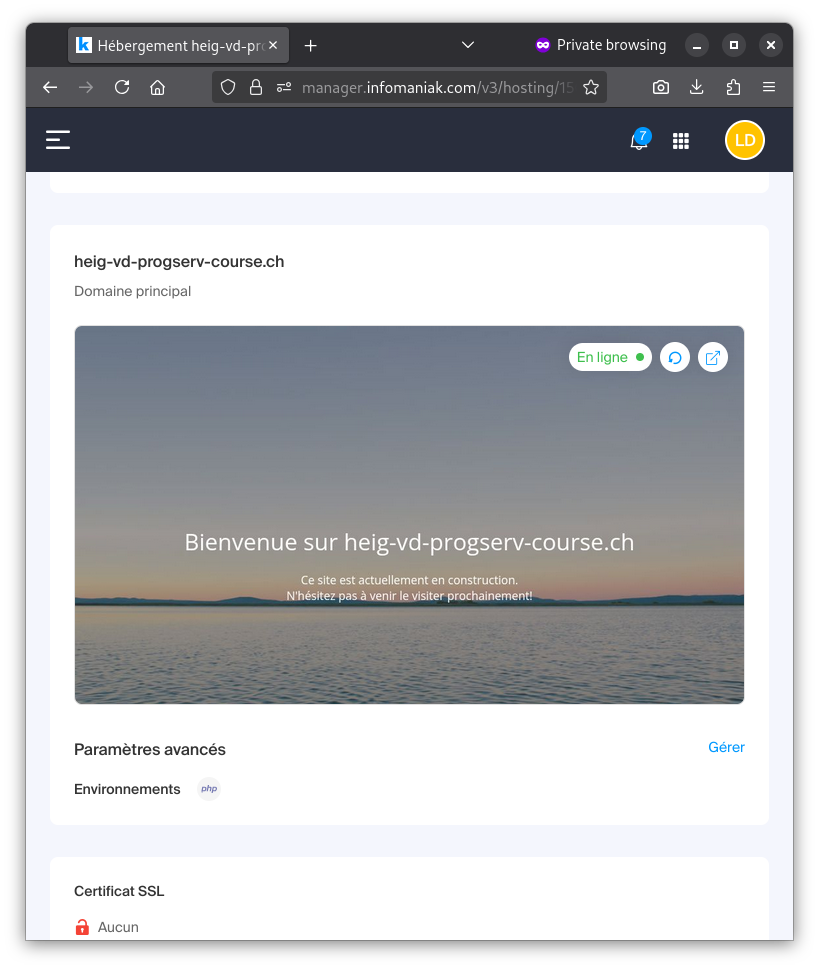 Hébergement heig-vd-pr
Private browsing
manager.infomaniak.com/v3/hosting/15
7
LD
heig-vd-progserv-course.ch
Domaine principal
En ligne
Bienvenue sur heig-vd-progserv-course.ch
Ce site est actuellement en construction.
N'hésitez pas à venir le visiter prochainement!
Paramètres avancés
Gérer
Environnements
php
Certificat SSL
Aucun